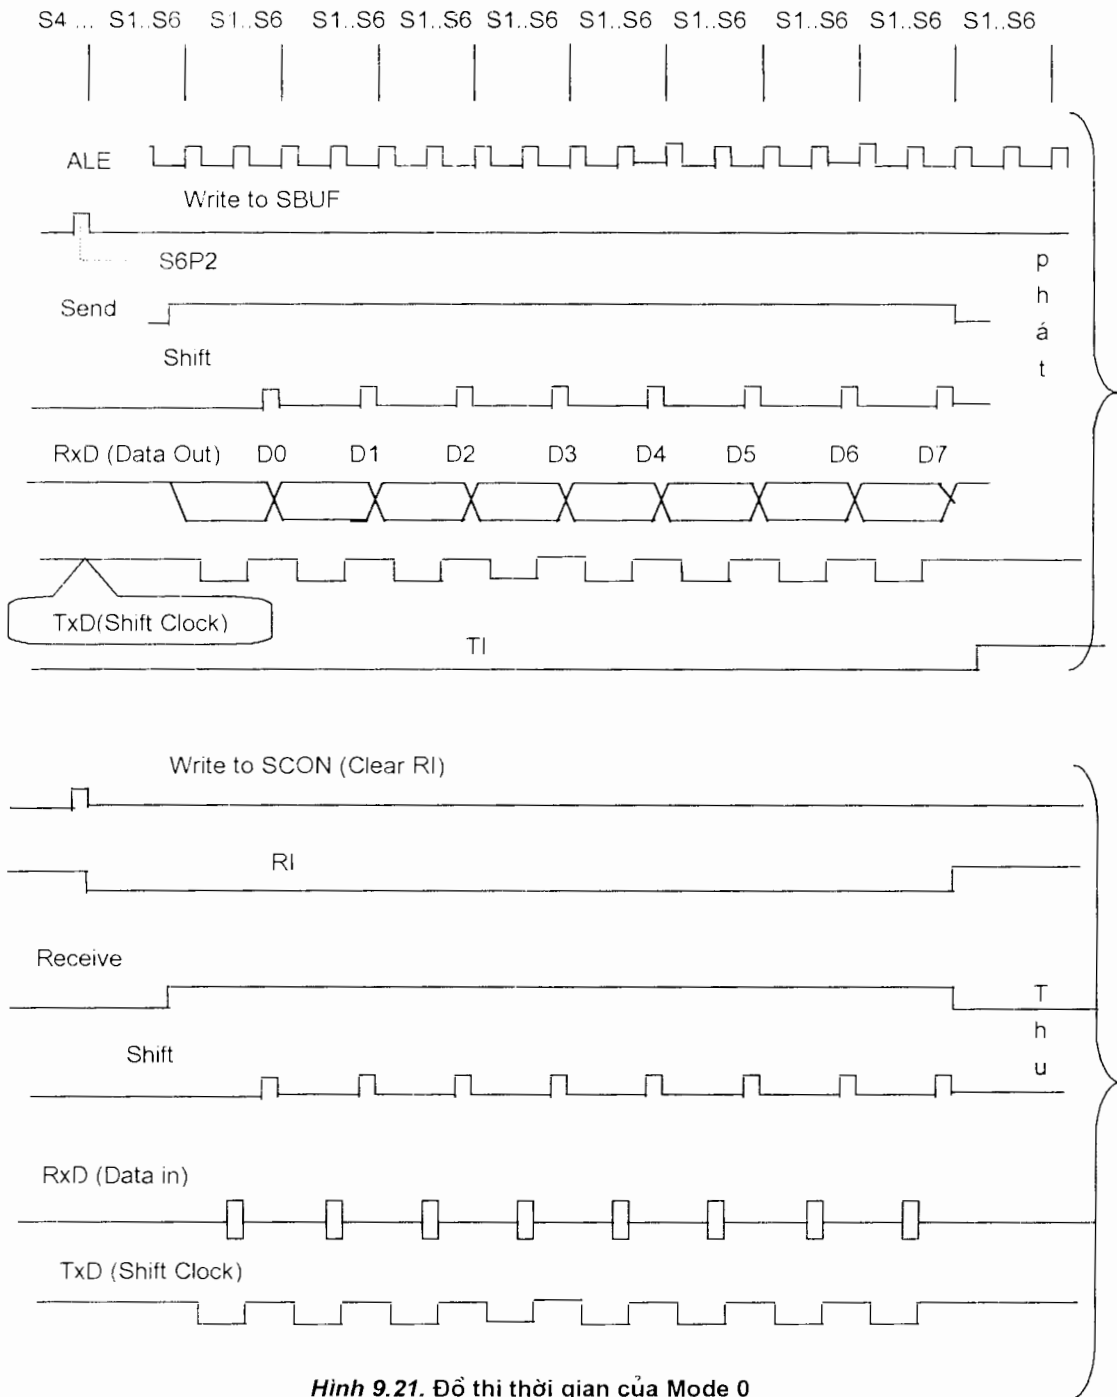 S4 ... S1..S6 S1..S6 S1..S6 S1..S6 S1..S6 S1..S6 S1..S6 S1..S6 S1..S6
ALE
Write to SBUF
S6P2
Send
Shift
phát
RxD (Data Out) D0 D1 D2 D3 D4 D5 D6 D7
TxD(Shift Clock)
TI
Write to SCON (Clear RI)
RI
Receive
Shift
Thu
RxD (Data in)
TxD (Shift Clock)
Hình 9.21. Đồ thị thời gian của Mode 0